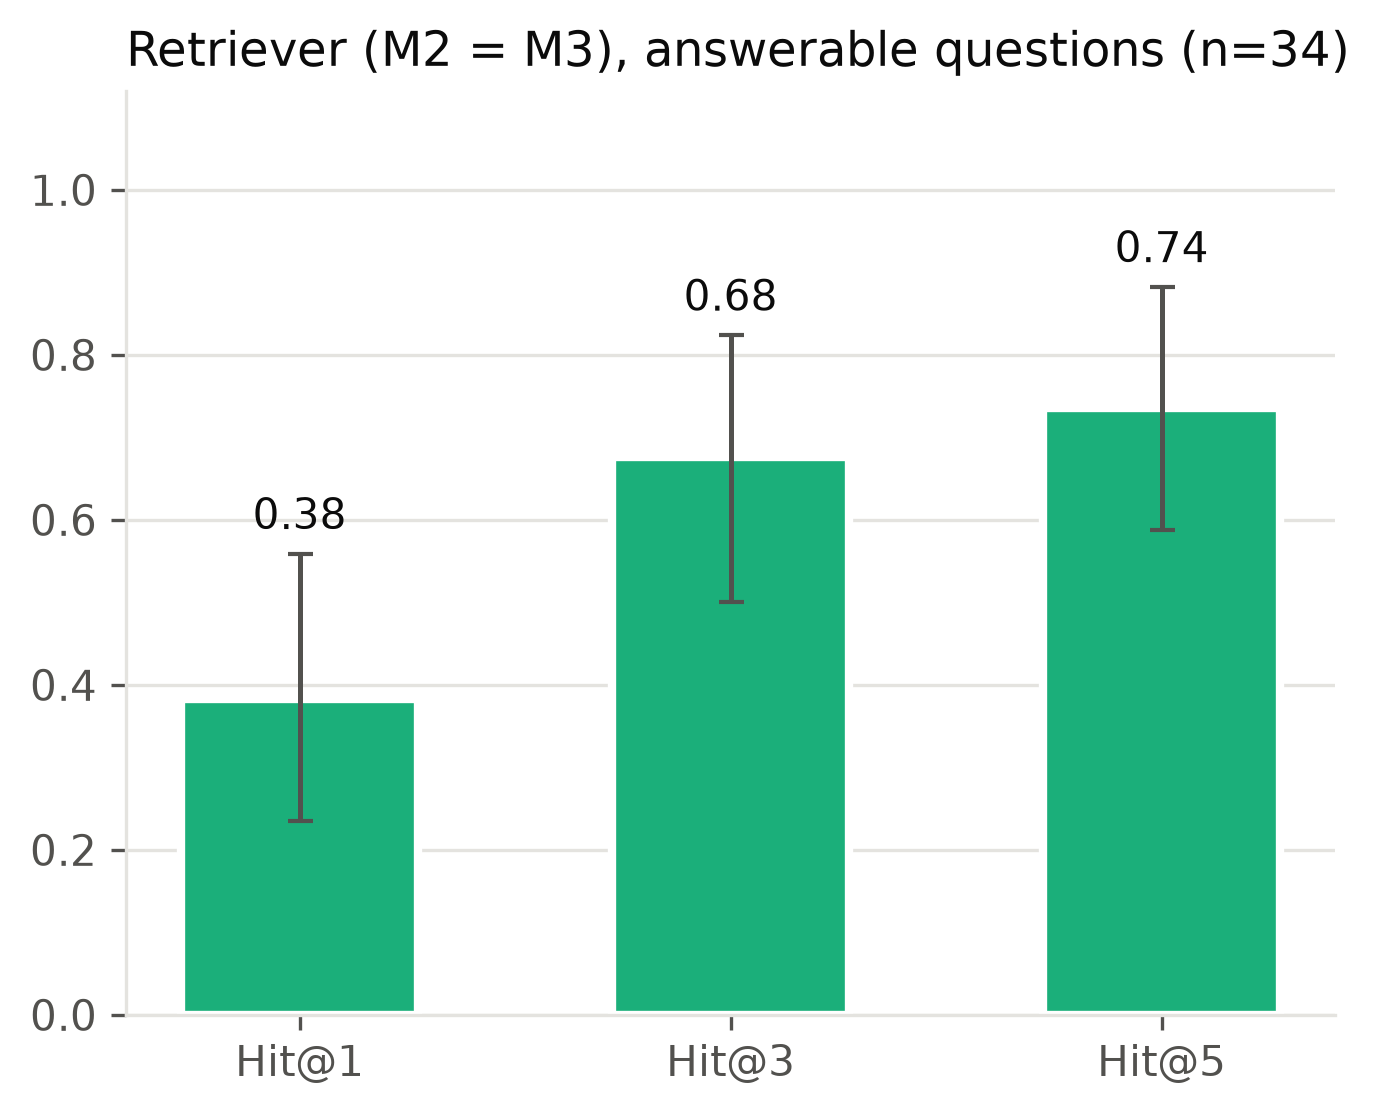 Retriever (M2 = M3), answerable questions (n=34)
1.0
0.8
0.6
0.4
0.2
0.0
0.38
0.68
0.74
Hit@1
Hit@3
Hit@5